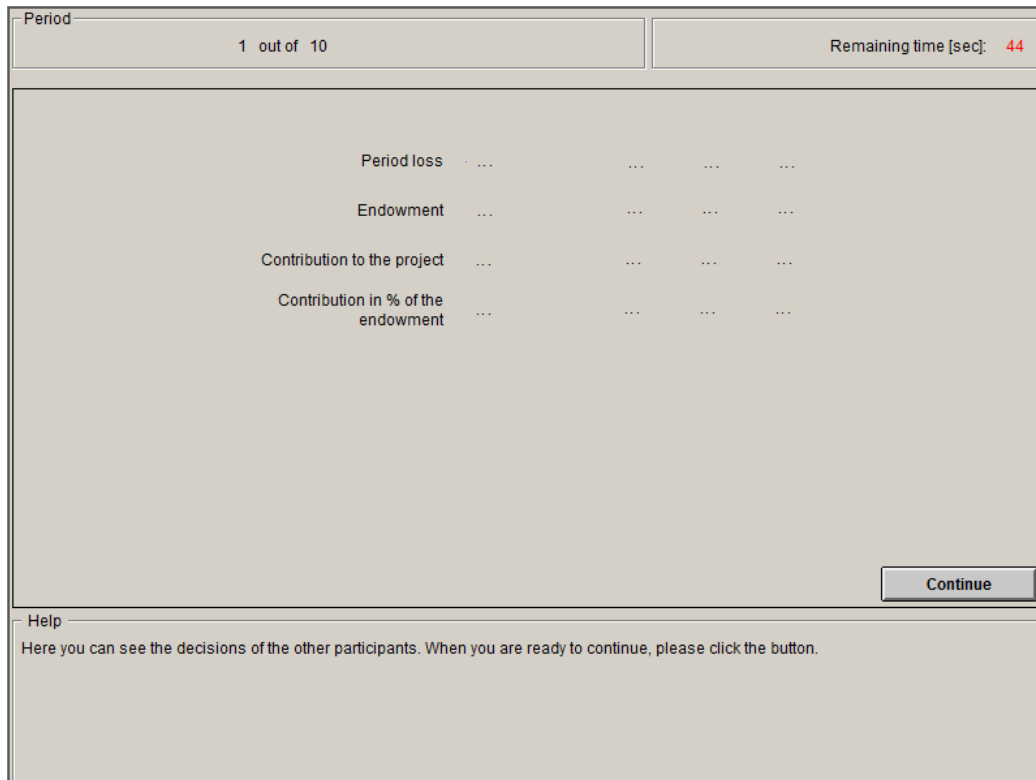 Period
1 out of 10
Remaining time [sec]: 44
Period loss ... ... ... ...
Endowment ... ... ... ...
Contribution to the project ... ... ... ...
Contribution in % of the
endowment ... ... ... ...
Continue
Help
Here you can see the decisions of the other participants. When you are ready to continue, please click the button.